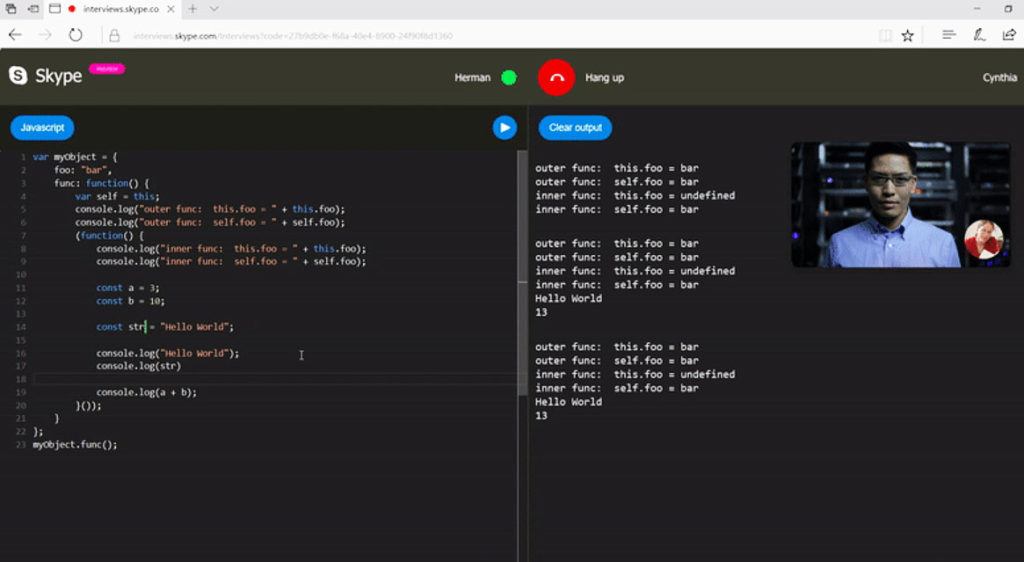 interviews.skype.co
interviews.skype.com/Interviews?code=
Skype
Herman
Hang up
Cynthia
Javascript
Clear output
1 var myObject = {
2 foo: "bar",
3 func: function() {
4 var self = this;
5 console.log("outer func:  this.foo = " + this.foo);
6 console.log("outer func:  self.foo = " + self.foo);
7 (function() {
8 console.log("inner func:  this.foo = " + this.foo);
9 console.log("inner func:  self.foo = " + self.foo);
10
11 const a = 3;
12 const b = 10;
13
14 const str = "Hello World";
15
16 console.log("Hello World");
17 console.log(str)
18
19 console.log(a + b);
20 }());
21 }
22 };
23 myObject.func();
outer func:  this.foo = bar
outer func:  self.foo = bar
inner func:  this.foo = undefined
inner func:  self.foo = bar
outer func:  this.foo = bar
outer func:  self.foo = bar
inner func:  this.foo = undefined
inner func:  self.foo = bar
Hello World
13
outer func:  this.foo = bar
outer func:  self.foo = bar
inner func:  this.foo = undefined
inner func:  self.foo = bar
Hello World
13